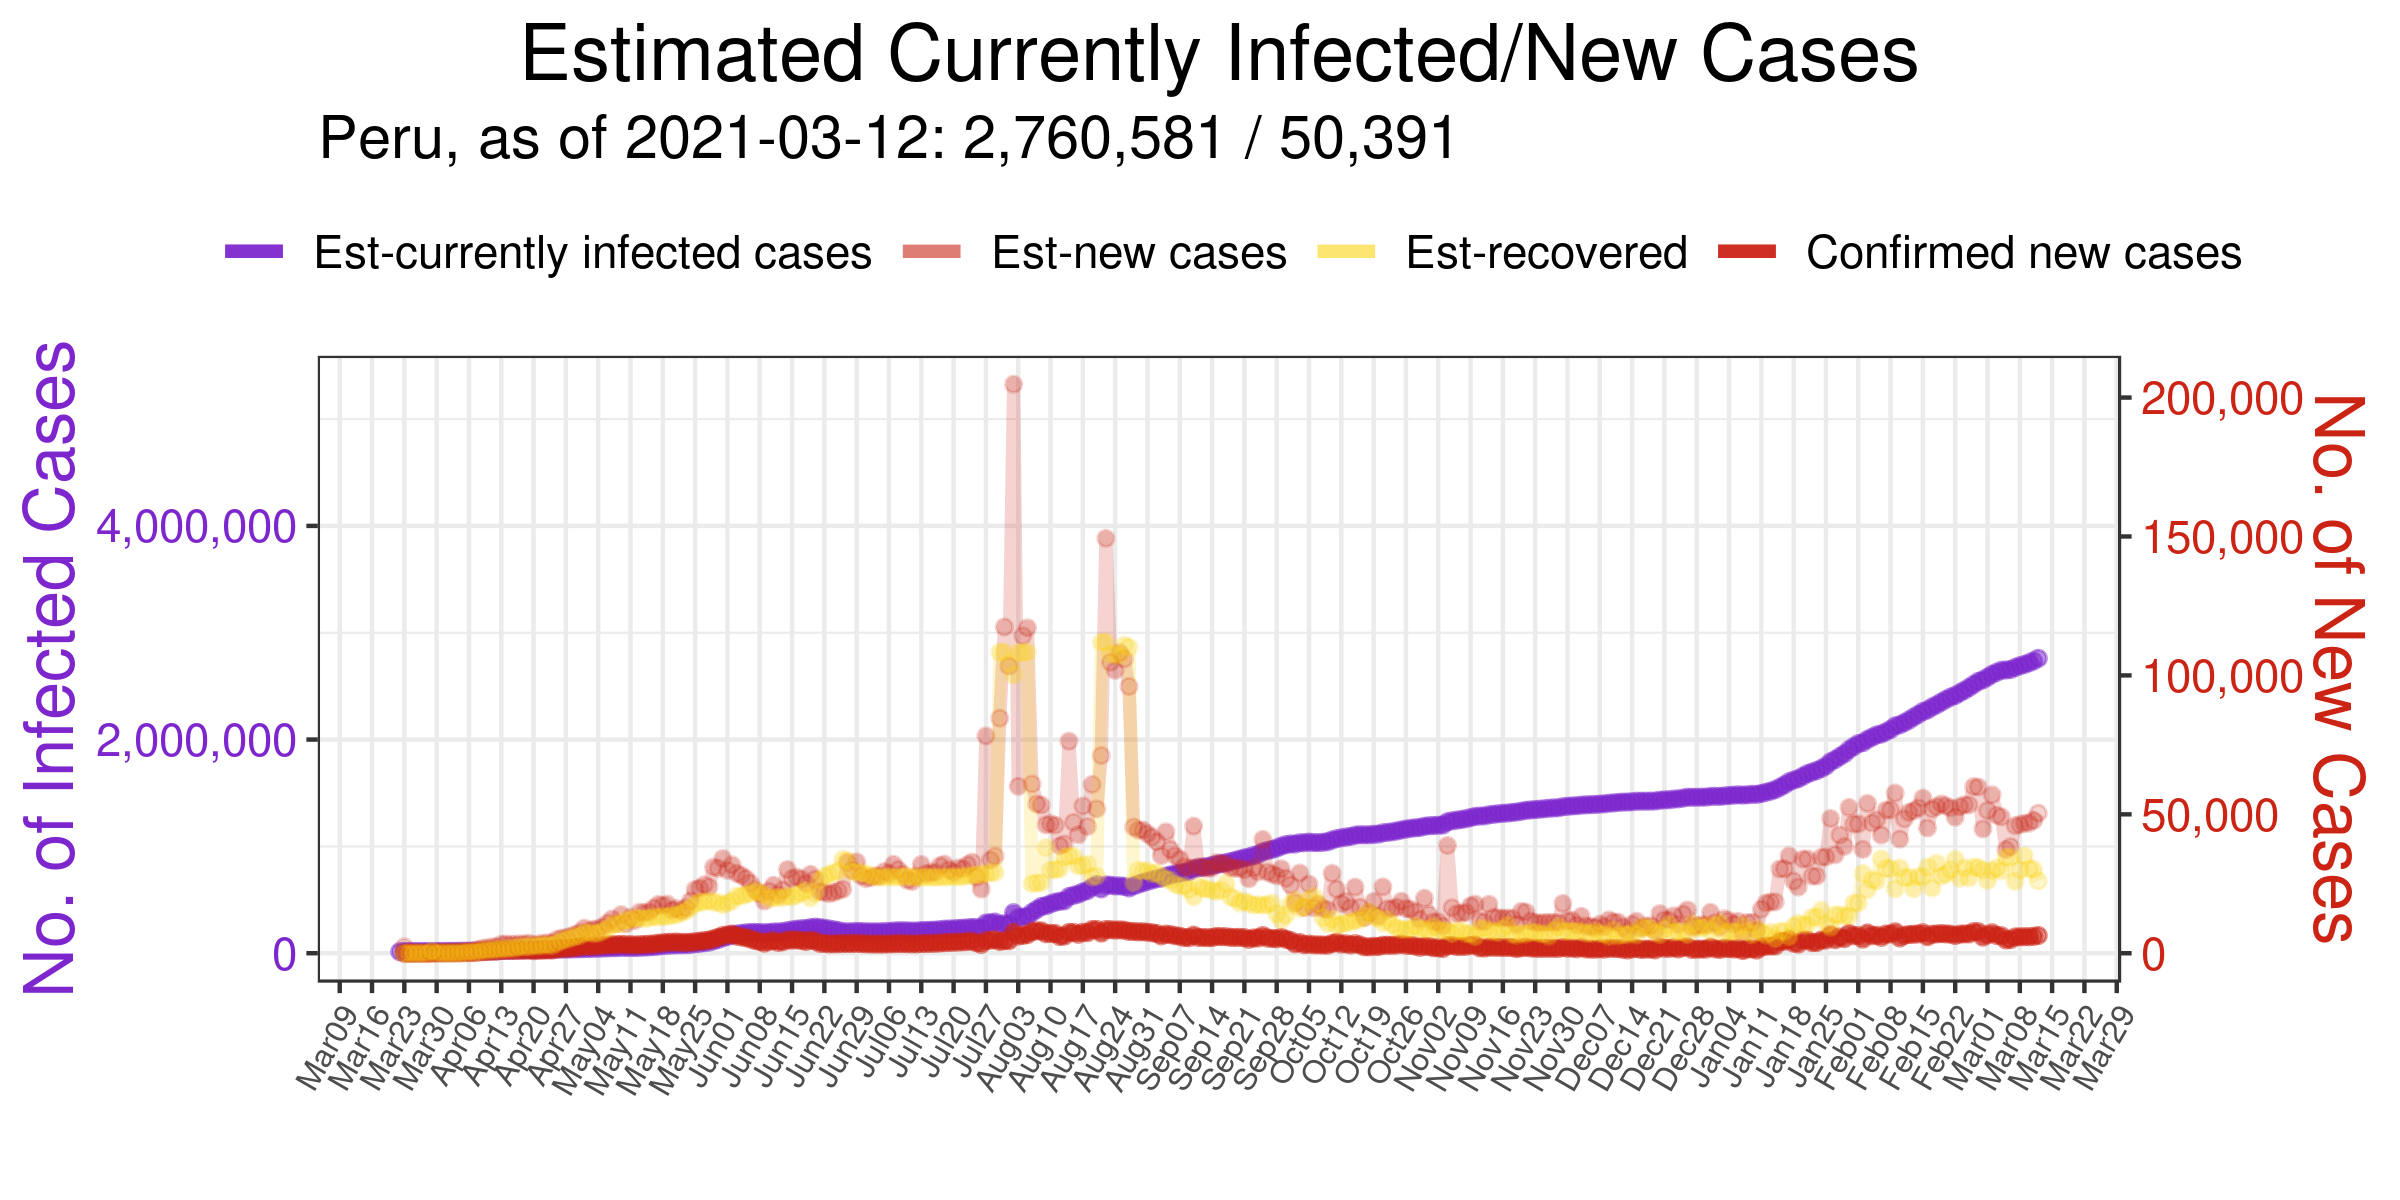 Estimated Currently Infected/New Cases
Peru, as of 2021-03-12: 2,760,581 / 50,391
Est-currently infected cases Est-new cases Est-recovered Confirmed new cases
No. of Infected Cases
4,000,000
2,000,000
0
200,000
150,000
100,000
50,000
0
No. of New Cases
Mar09 Mar16 Mar23 Mar30 Apr06 Apr13 Apr20 Apr27 May04 May11 May18 May25 Jun01 Jun08 Jun15 Jun22 Jun29 Jul06 Jul13 Jul20 Jul27 Aug03 Aug10 Aug17 Aug24 Aug31 Sep07 Sep14 Sep21 Sep28 Oct05 Oct12 Oct19 Oct26 Nov02 Nov09 Nov16 Nov23 Nov30 Dec07 Dec14 Dec21 Dec28 Jan04 Jan11 Jan18 Jan25 Feb01 Feb08 Feb15 Feb22 Mar01 Mar08 Mar15 Mar22 Mar29